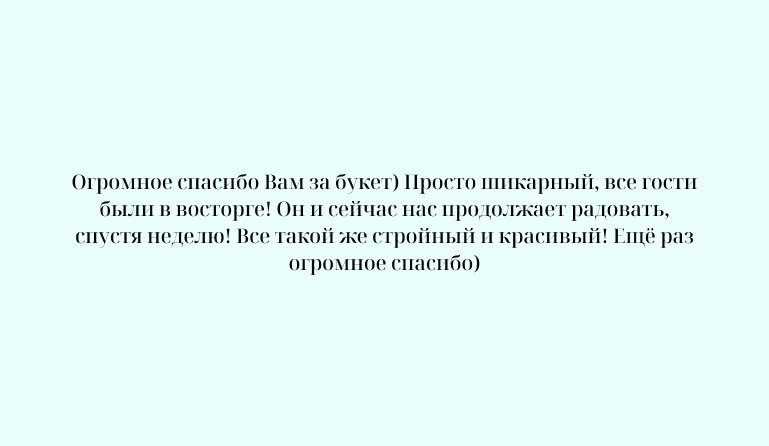 Огромное спасибо Вам за букет) Просто шикарный, все гости
были в восторге! Он и сейчас нас продолжает радовать,
спустя неделю! Все такой же стройный и красивый! Ещё раз
огромное спасибо)